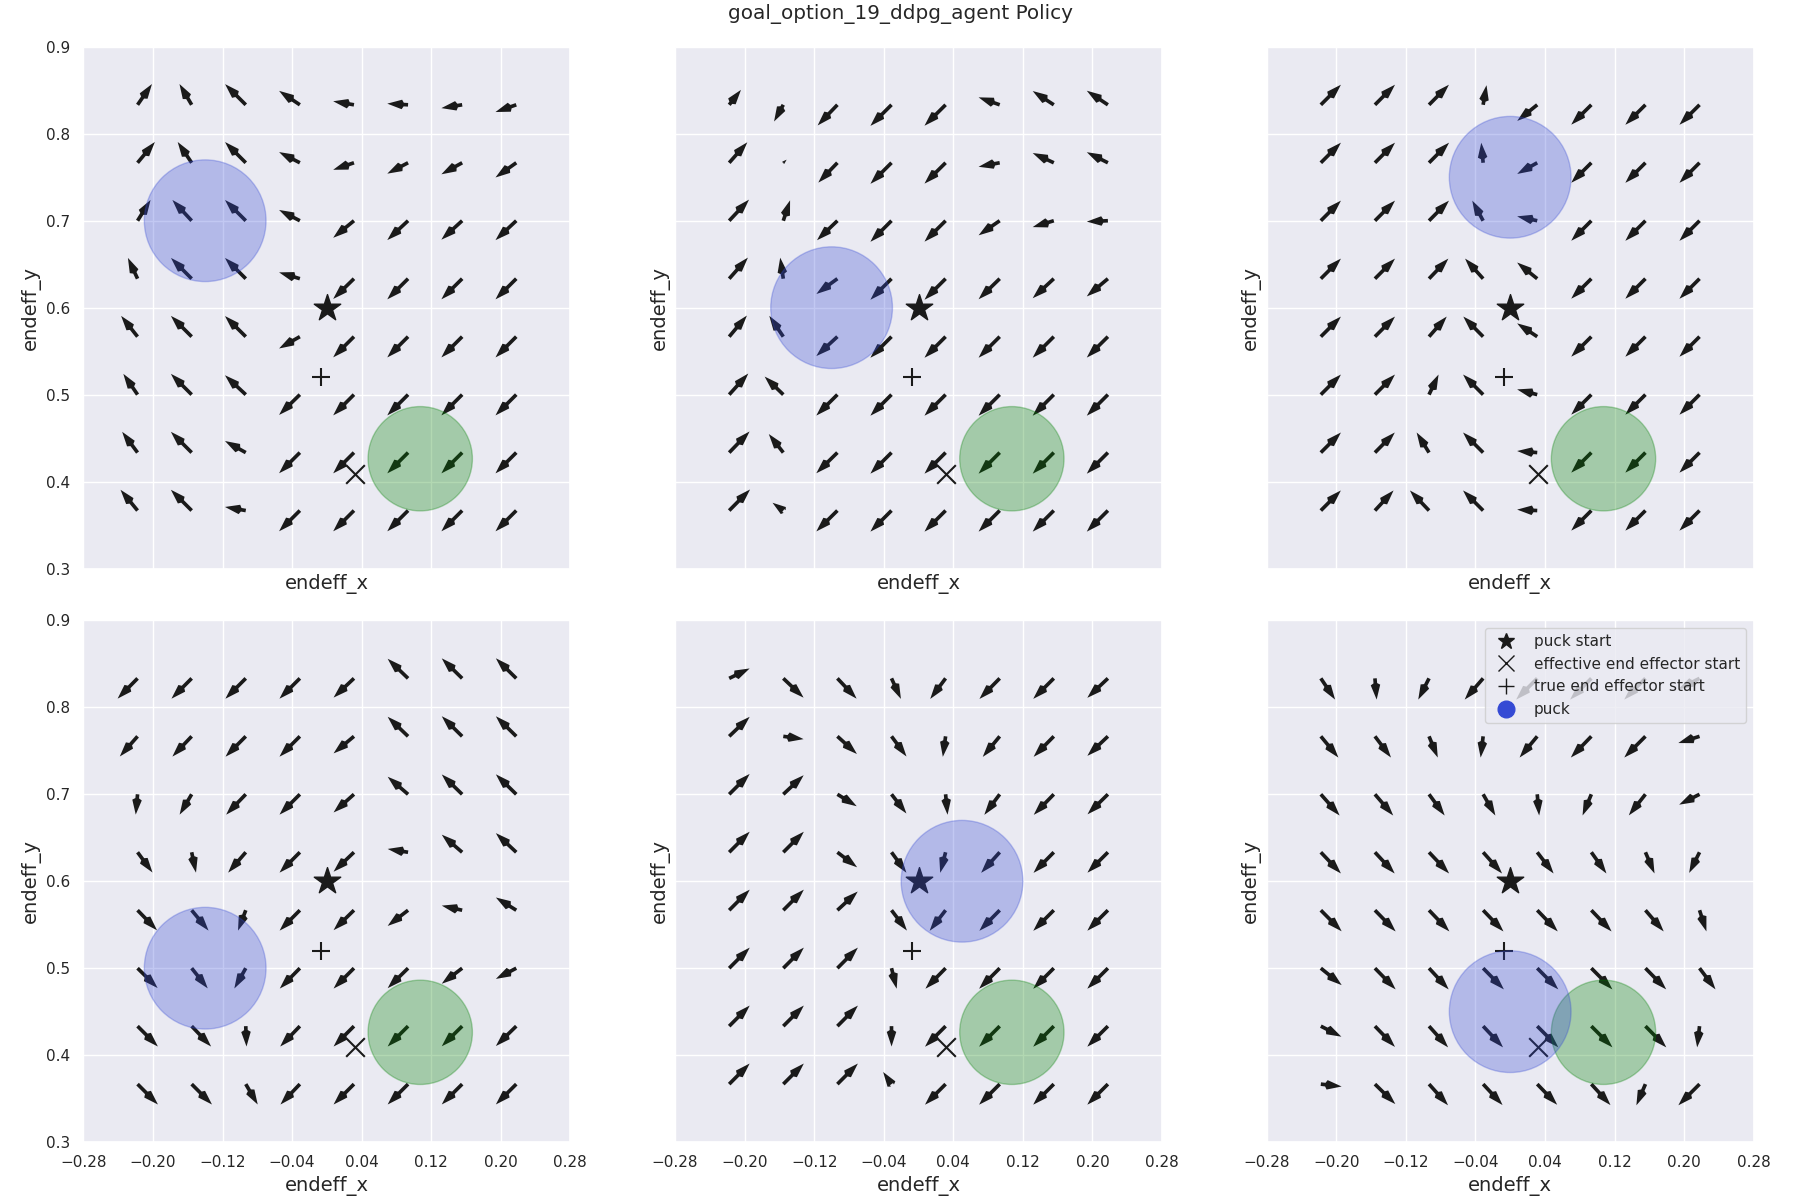 goal_option_19_ddpg_agent Policy
0.9
0.8
0.7
0.6
0.5
0.4
0.3
endeff_y
endeff_x
endeff_y
endeff_x
endeff_y
endeff_x
0.9
0.8
0.7
0.6
0.5
0.4
0.3
endeff_y
−0.28 −0.20 −0.12 −0.04 0.04 0.12 0.20 0.28
endeff_x
endeff_y
−0.28 −0.20 −0.12 −0.04 0.04 0.12 0.20 0.28
endeff_x
puck start
effective end effector start
true end effector start
puck
endeff_y
−0.28 −0.20 −0.12 −0.04 0.04 0.12 0.20 0.28
endeff_x